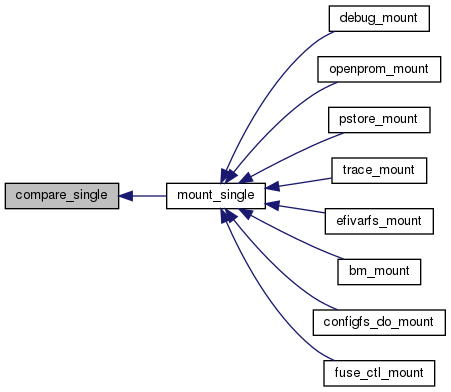 debug_mount
openprom_mount
pstore_mount
trace_mount
compare_single
mount_single
efivarfs_mount
bm_mount
configfs_do_mount
fuse_ctl_mount